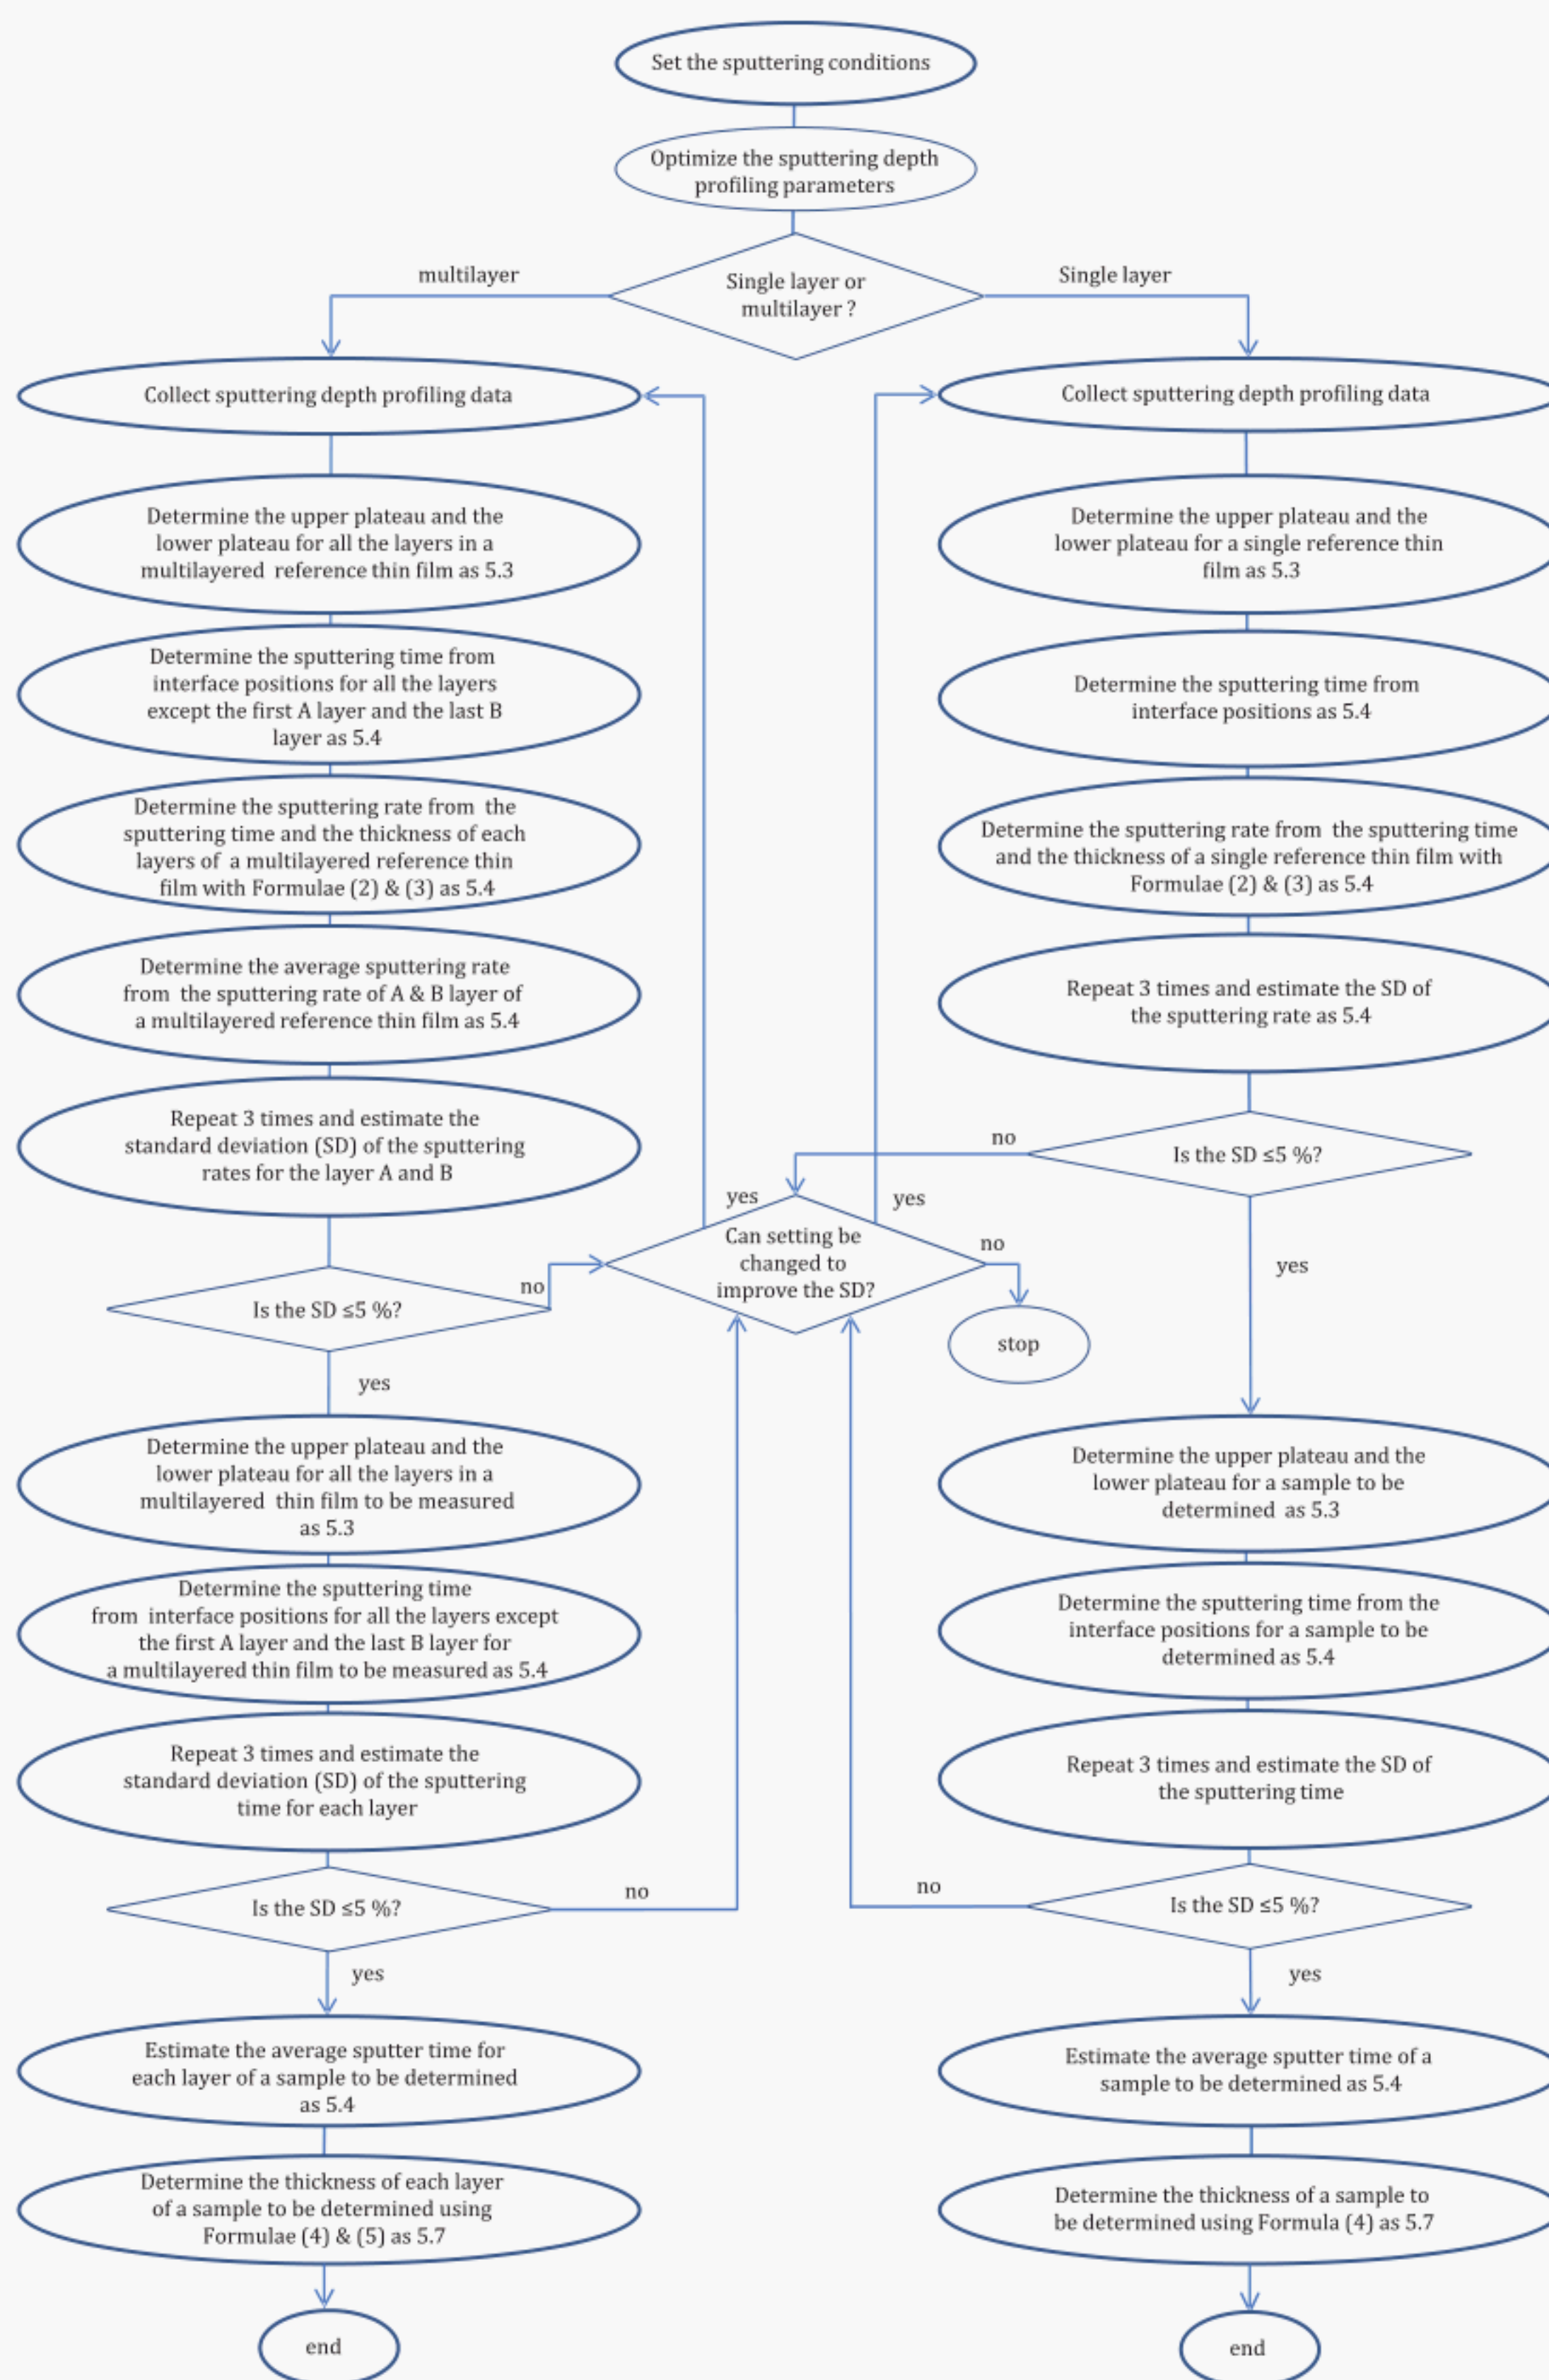 Set the sputtering conditions
Optimize the sputtering depth
profiling parameters
Single layer or
multilayer ?
multilayer
Single layer
Collect sputtering depth profiling data
Determine the upper plateau and the
lower plateau for all the layers in a
multilayered reference thin film as 5.3
Determine the sputtering time from
interface positions for all the layers
except the first A layer and the last B
layer as 5.4
Determine the sputtering rate from the
sputtering time and the thickness of each
layers of a multilayered reference thin
film with Formulae (2) & (3) as 5.4
Determine the average sputtering rate
from the sputtering rate of A & B layer of
a multilayered reference thin film as 5.4
Repeat 3 times and estimate the
standard deviation (SD) of the sputtering
rates for the layer A and B
Is the SD ≤5 %?
no
yes
Determine the upper plateau and the
lower plateau for all the layers in a
multilayered thin film to be measured
as 5.3
Determine the sputtering time
from interface positions for all the layers except
the first A layer and the last B layer for
a multilayered thin film to be measured as 5.4
Repeat 3 times and estimate the
standard deviation (SD) of the sputtering
time for each layer
Is the SD ≤5 %?
no
yes
Estimate the average sputter time for
each layer of a sample to be determined
as 5.4
Determine the thickness of each layer
of a sample to be determined using
Formulae (4) & (5) as 5.7
end
yes
yes
Can setting be
changed to
improve the SD?
no
stop
Collect sputtering depth profiling data
Determine the upper plateau and the
lower plateau for a single reference thin
film as 5.3
Determine the sputtering time from
interface positions as 5.4
Determine the sputtering rate from the sputtering time
and the thickness of a single reference thin film with
Formulae (2) & (3) as 5.4
Repeat 3 times and estimate the SD of
the sputtering rate as 5.4
no
Is the SD ≤5 %?
yes
Determine the upper plateau and the
lower plateau for a sample to be
determined as 5.3
Determine the sputtering time from the
interface positions for a sample to be
determined as 5.4
Repeat 3 times and estimate the SD of
the sputtering time
no
Is the SD ≤5 %?
yes
Estimate the average sputter time of a
sample to be determined as 5.4
Determine the thickness of a sample to
be determined using Formula (4) as 5.7
end